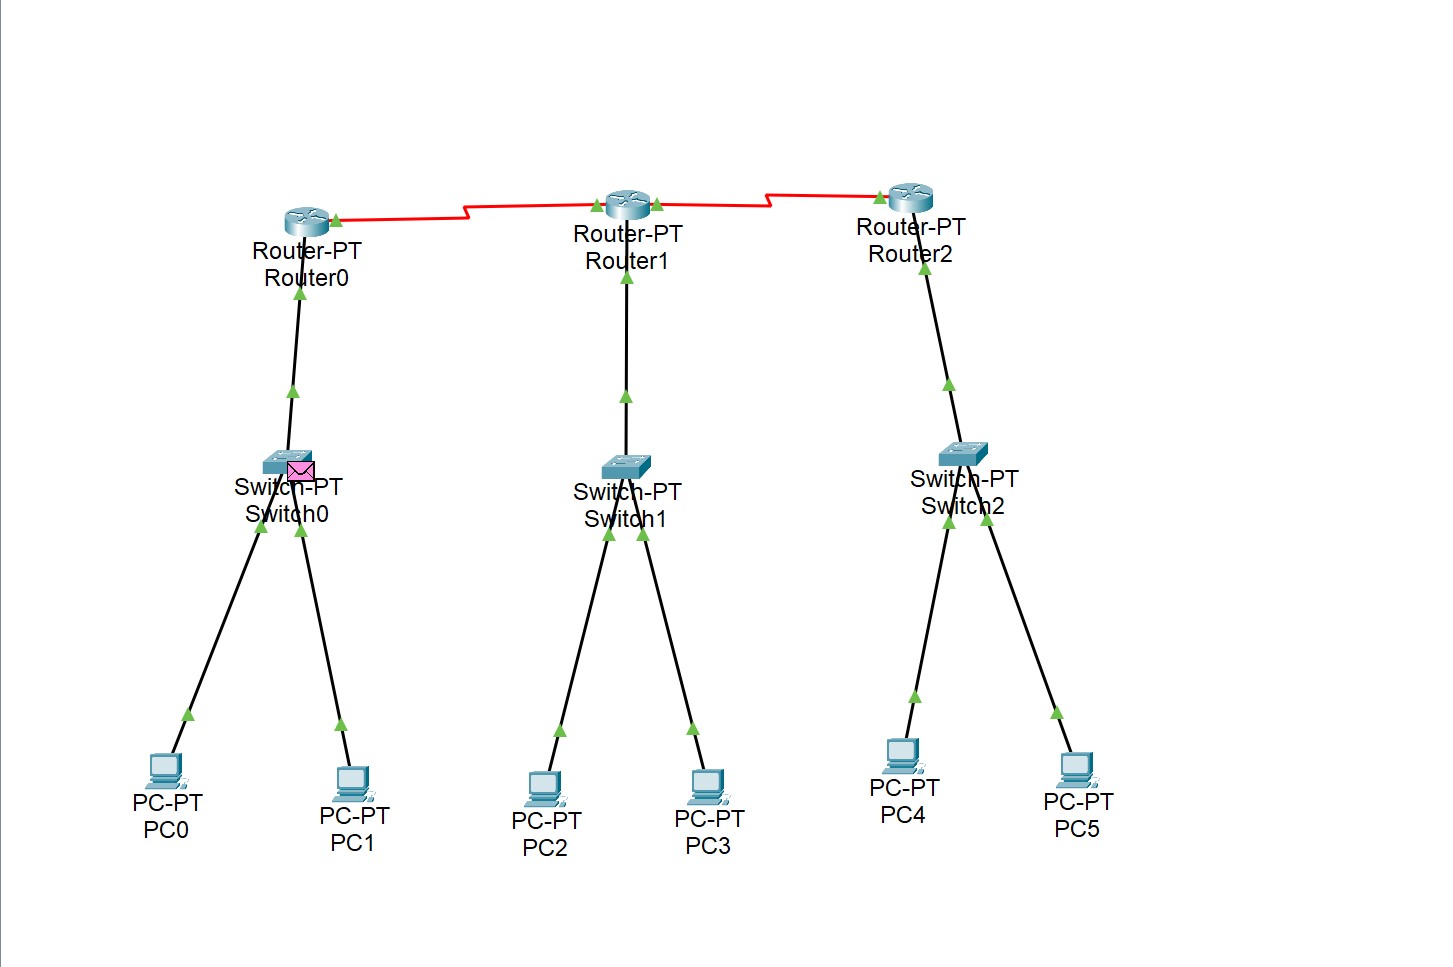 Router-PT
Router0
Router-PT
Router1
Router-PT
Router2
Switch-PT
Switch0
Switch-PT
Switch1
Switch-PT
Switch2
PC-PT
PC0
PC-PT
PC1
PC-PT
PC2
PC-PT
PC3
PC-PT
PC4
PC-PT
PC5